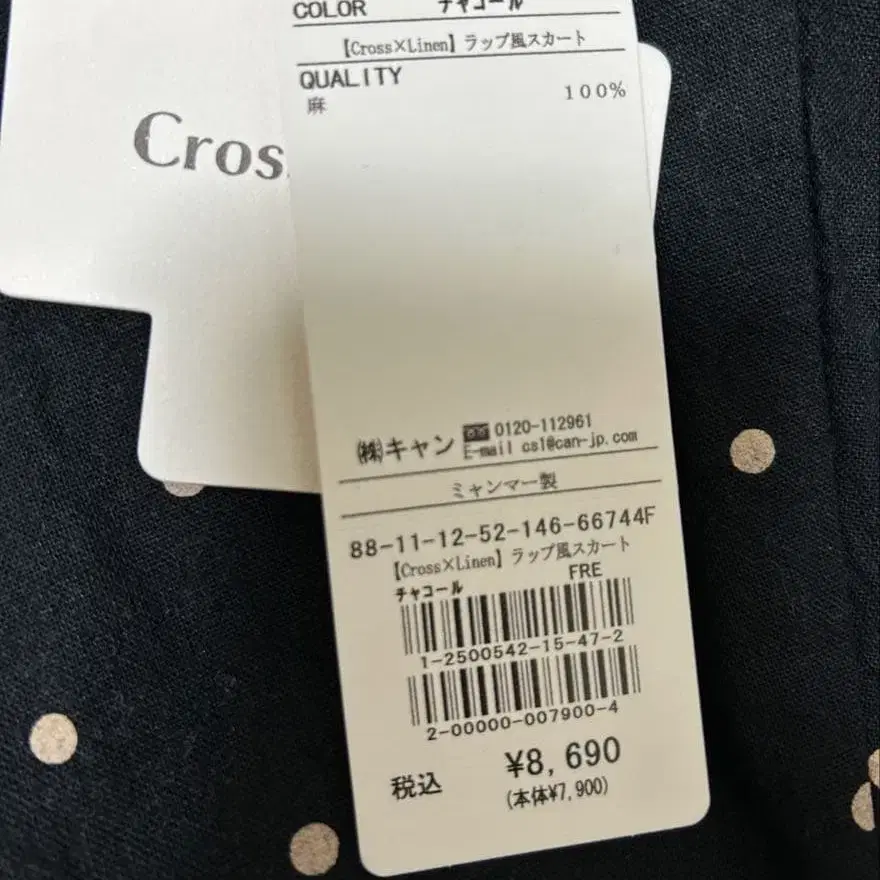 COLOR チャコール
【Cross×Linen】ラップ風スカート
QUALITY
麻 100%
Cros
㈱キャン 0120-112961
E-mail cs1@can-jp.com
ミャンマー製
88-11-12-52-146-66744F
【Cross×Linen】ラップ風スカート
チャコール FRE
1-2500542-15-47-2
2-00000-007900-4
税込 ¥8,690
(本体¥7,900)